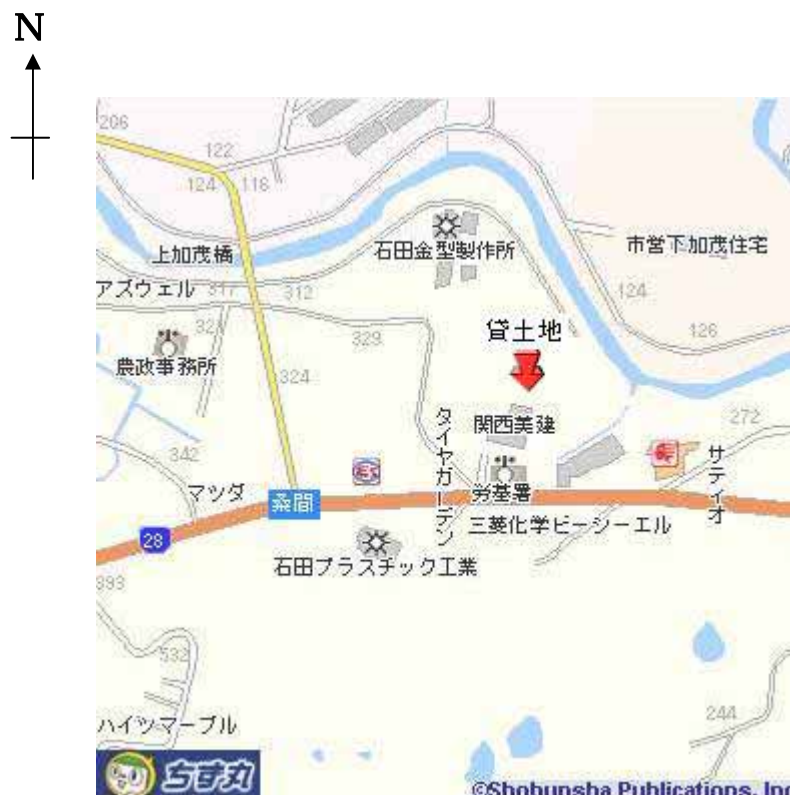 N
206
122
124
116
上加茂橋
石田金型製作所
市営下加茂住宅
アズウェル
317
312
124
32
329
貸土地
126
農政事務所
324
272
342
タイヤガーデン
関西美建
サティオ
マツダ
桑間
労基署
28
三菱化学ビーシーエル
石田プラスチック工業
393
532
244
ハイツマーブル
ちず丸
©Shobunsha Publications, Inc